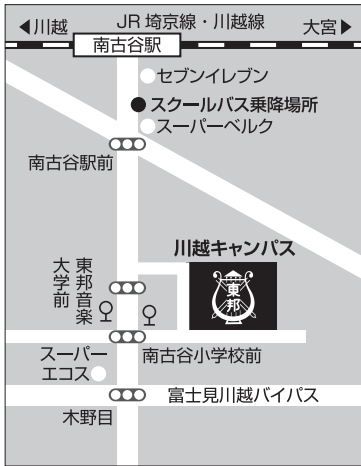 ◀川越 JR 埼京線・川越線 大宮▶
南古谷駅
セブンイレブン
スクールバス乗降場所
スーパーベルク
南古谷駅前
川越キャンパス
東邦
東邦音楽
大学前
南古谷小学校前
スーパー
エコス
富士見川越バイパス
木野目